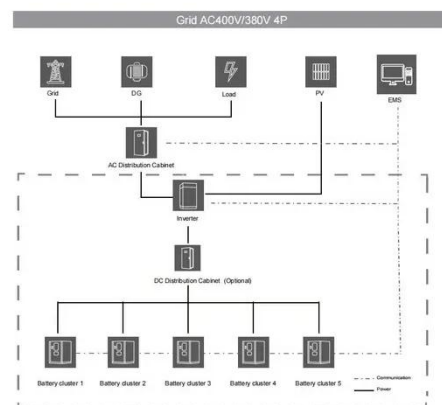 Grid AC400V/380V 4P
Grid
DG
Load
PV
EMS
AC Distribution Cabinet
Inverter
DC Distribution Cabinet (Optional)
Battery cluster 1
Battery cluster 2
Battery cluster 3
Battery cluster 4
Battery cluster 5
Communication
Power